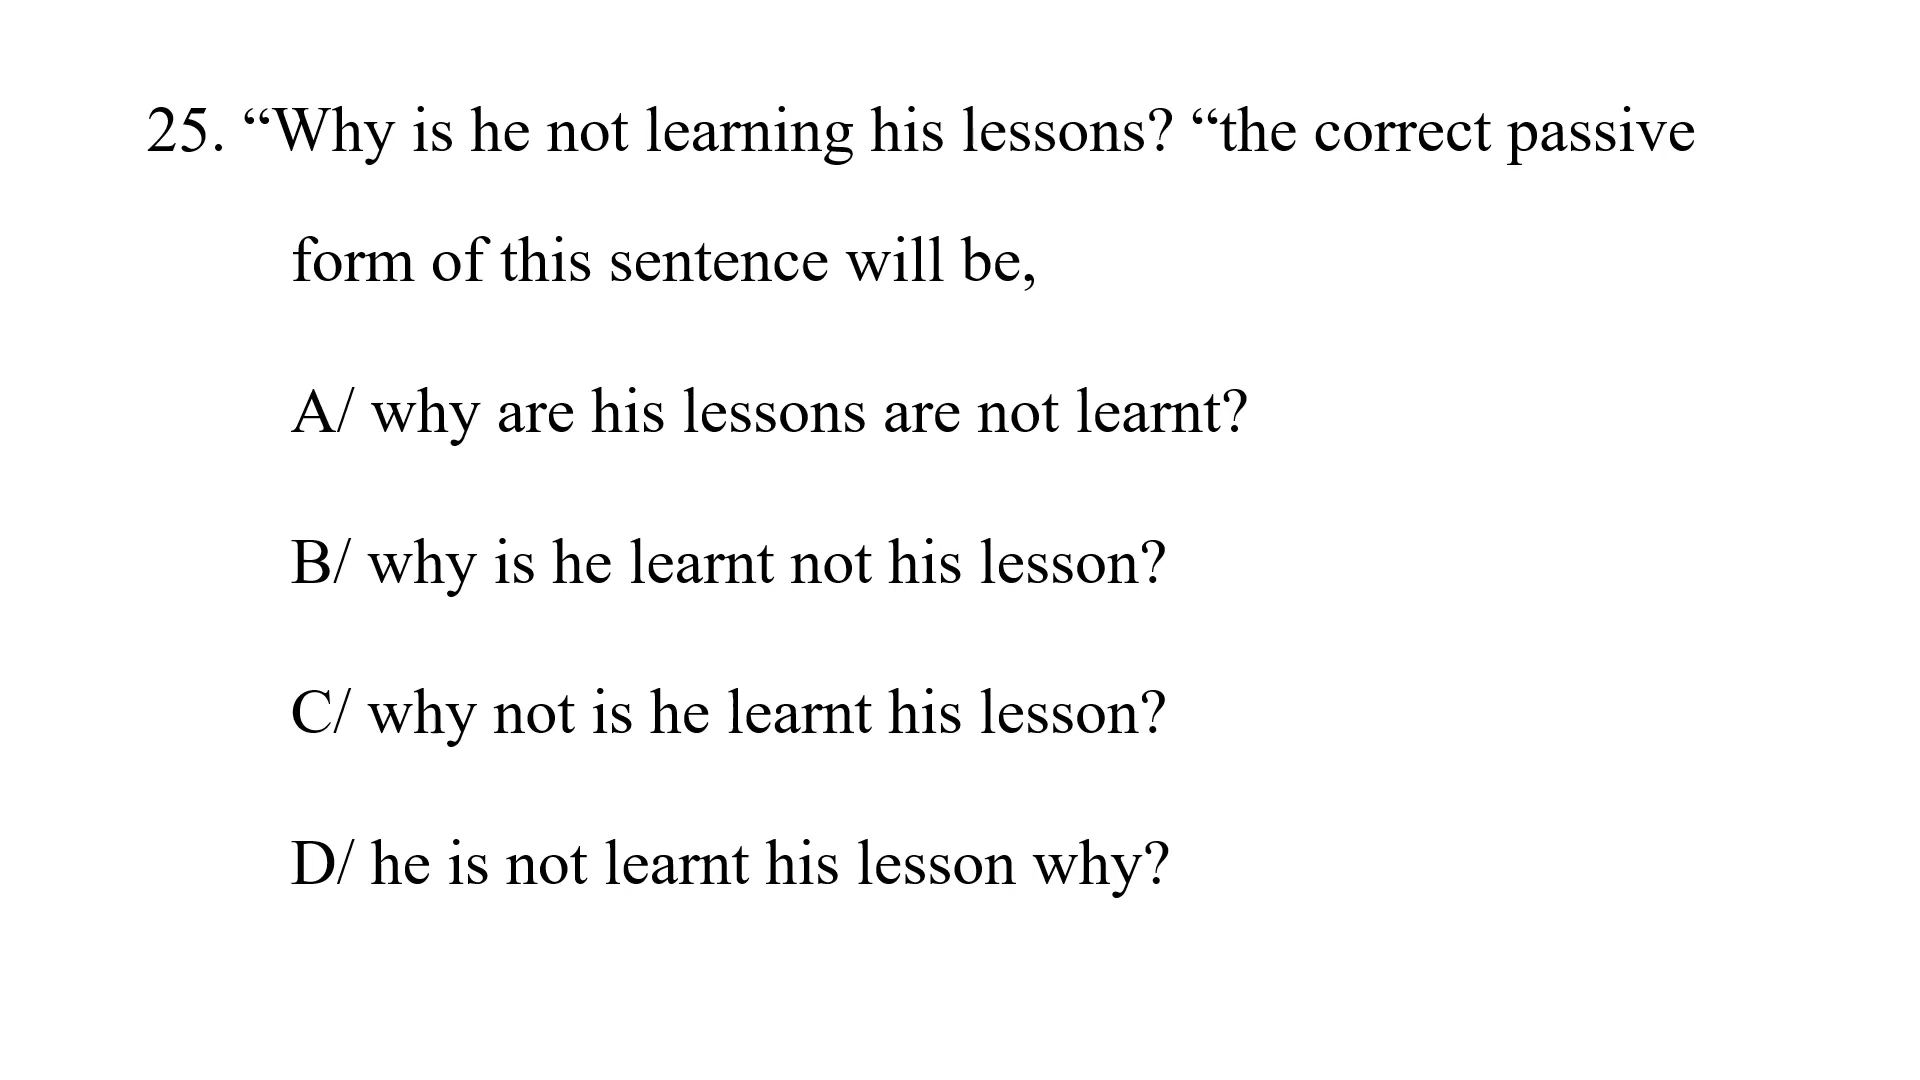 25. “Why is he not learning his lessons? “the correct passive
form of this sentence will be,
A/ why are his lessons are not learnt?
B/ why is he learnt not his lesson?
C/ why not is he learnt his lesson?
D/ he is not learnt his lesson why?